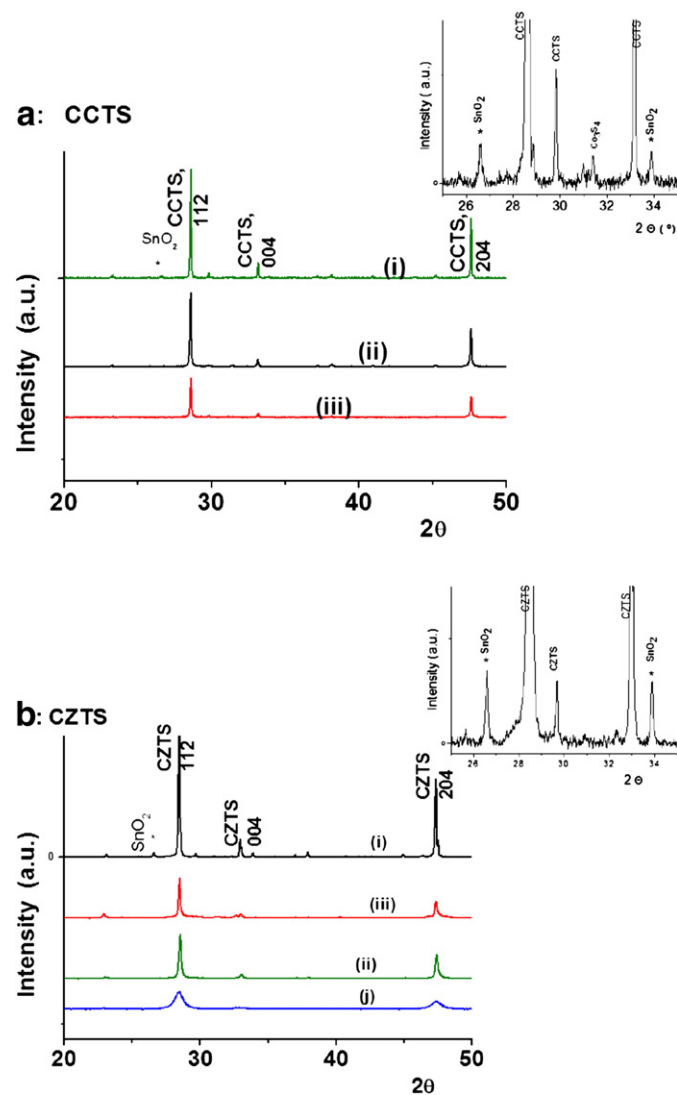 a: CCTS
Intensity ( a.u.)
* SnO2
CCTS
CCTS
Co3S4
CCTS
* SnO2
0
26 28 30 32 34
2 Θ (°)
Intensity (a.u.)
SnO2
*
CCTS,
112
CCTS,
004
CCTS,
204
(i)
(ii)
(iii)
20 30 40 50
2θ
b: CZTS
Intensity (a.u.)
* SnO2
CZTS
CZTS
CZTS
* SnO2
0
26 28 30 32 34
2 Θ
Intensity (a.u.)
0
SnO2
*
CZTS
112
CZTS
004
CZTS
204
(i)
(iii)
(ii)
(j)
20 30 40 50
2θ